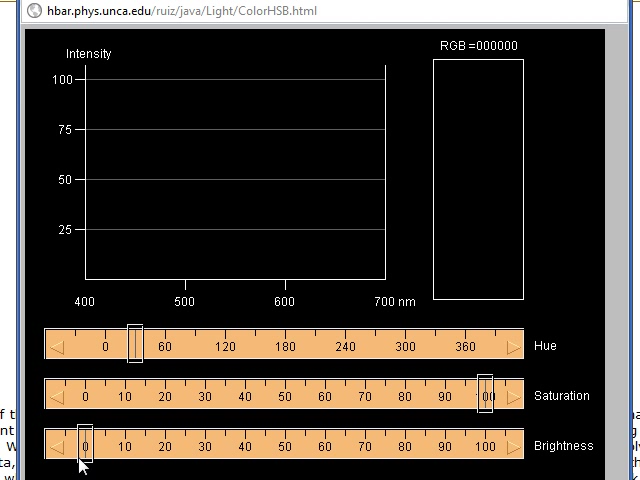 hbar.phys.unca.edu/ruiz/java/Light/ColorHSB.html
Intensity
RGB =000000
100
75
50
25
400 500 600 700 nm
0 60 120 180 240 300 360 Hue
0 10 20 30 40 50 60 70 80 90 100 Saturation
0 10 20 30 40 50 60 70 80 90 100 Brightness